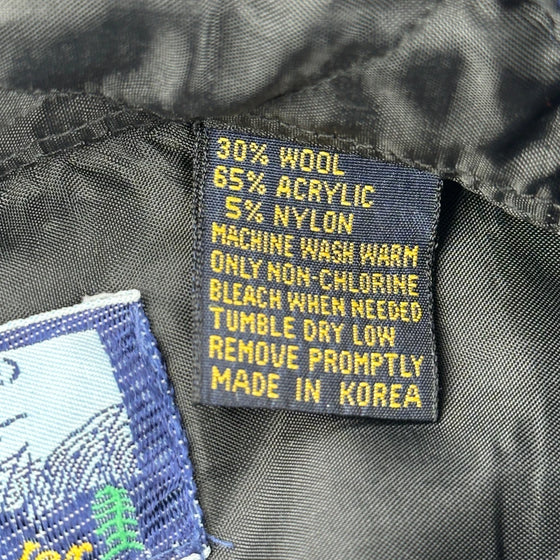 30% WOOL
65% ACRYLIC
5% NYLON
MACHINE WASH WARM
ONLY NON-CHLORINE
BLEACH WHEN NEEDED
TUMBLE DRY LOW
REMOVE PROMPTLY
MADE IN KOREA